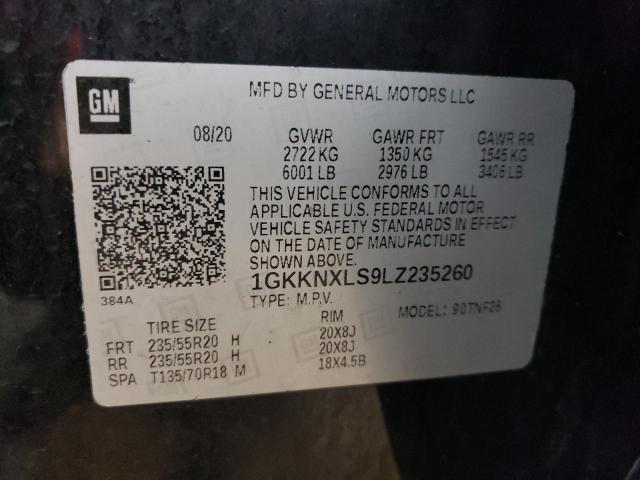 GM
MFD BY GENERAL MOTORS LLC
08/20 GVWR GAWR FRT GAWR RR
2722 KG 1350 KG 1545 KG
6001 LB 2976 LB 3406 LB
THIS VEHICLE CONFORMS TO ALL
APPLICABLE U.S. FEDERAL MOTOR
VEHICLE SAFETY STANDARDS IN EFFECT
ON THE DATE OF MANUFACTURE
SHOWN ABOVE.
384A
1GKKNXLS9LZ235260
TYPE: M.P.V. MODEL: 90TNF26
TIRE SIZE RIM
FRT 235/55R20 H 20X8J
RR 235/55R20 H 20X8J
SPA T135/70R18 M 18X4.5B